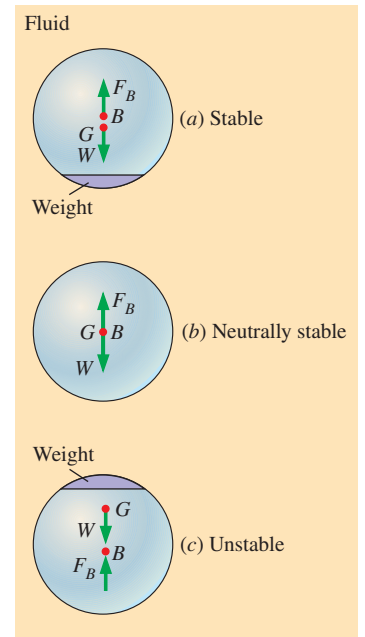 Fluid
F_B
B
G
W
(a) Stable
Weight
F_B
G B
W
(b) Neutrally stable
Weight
G
W
B
F_B
(c) Unstable